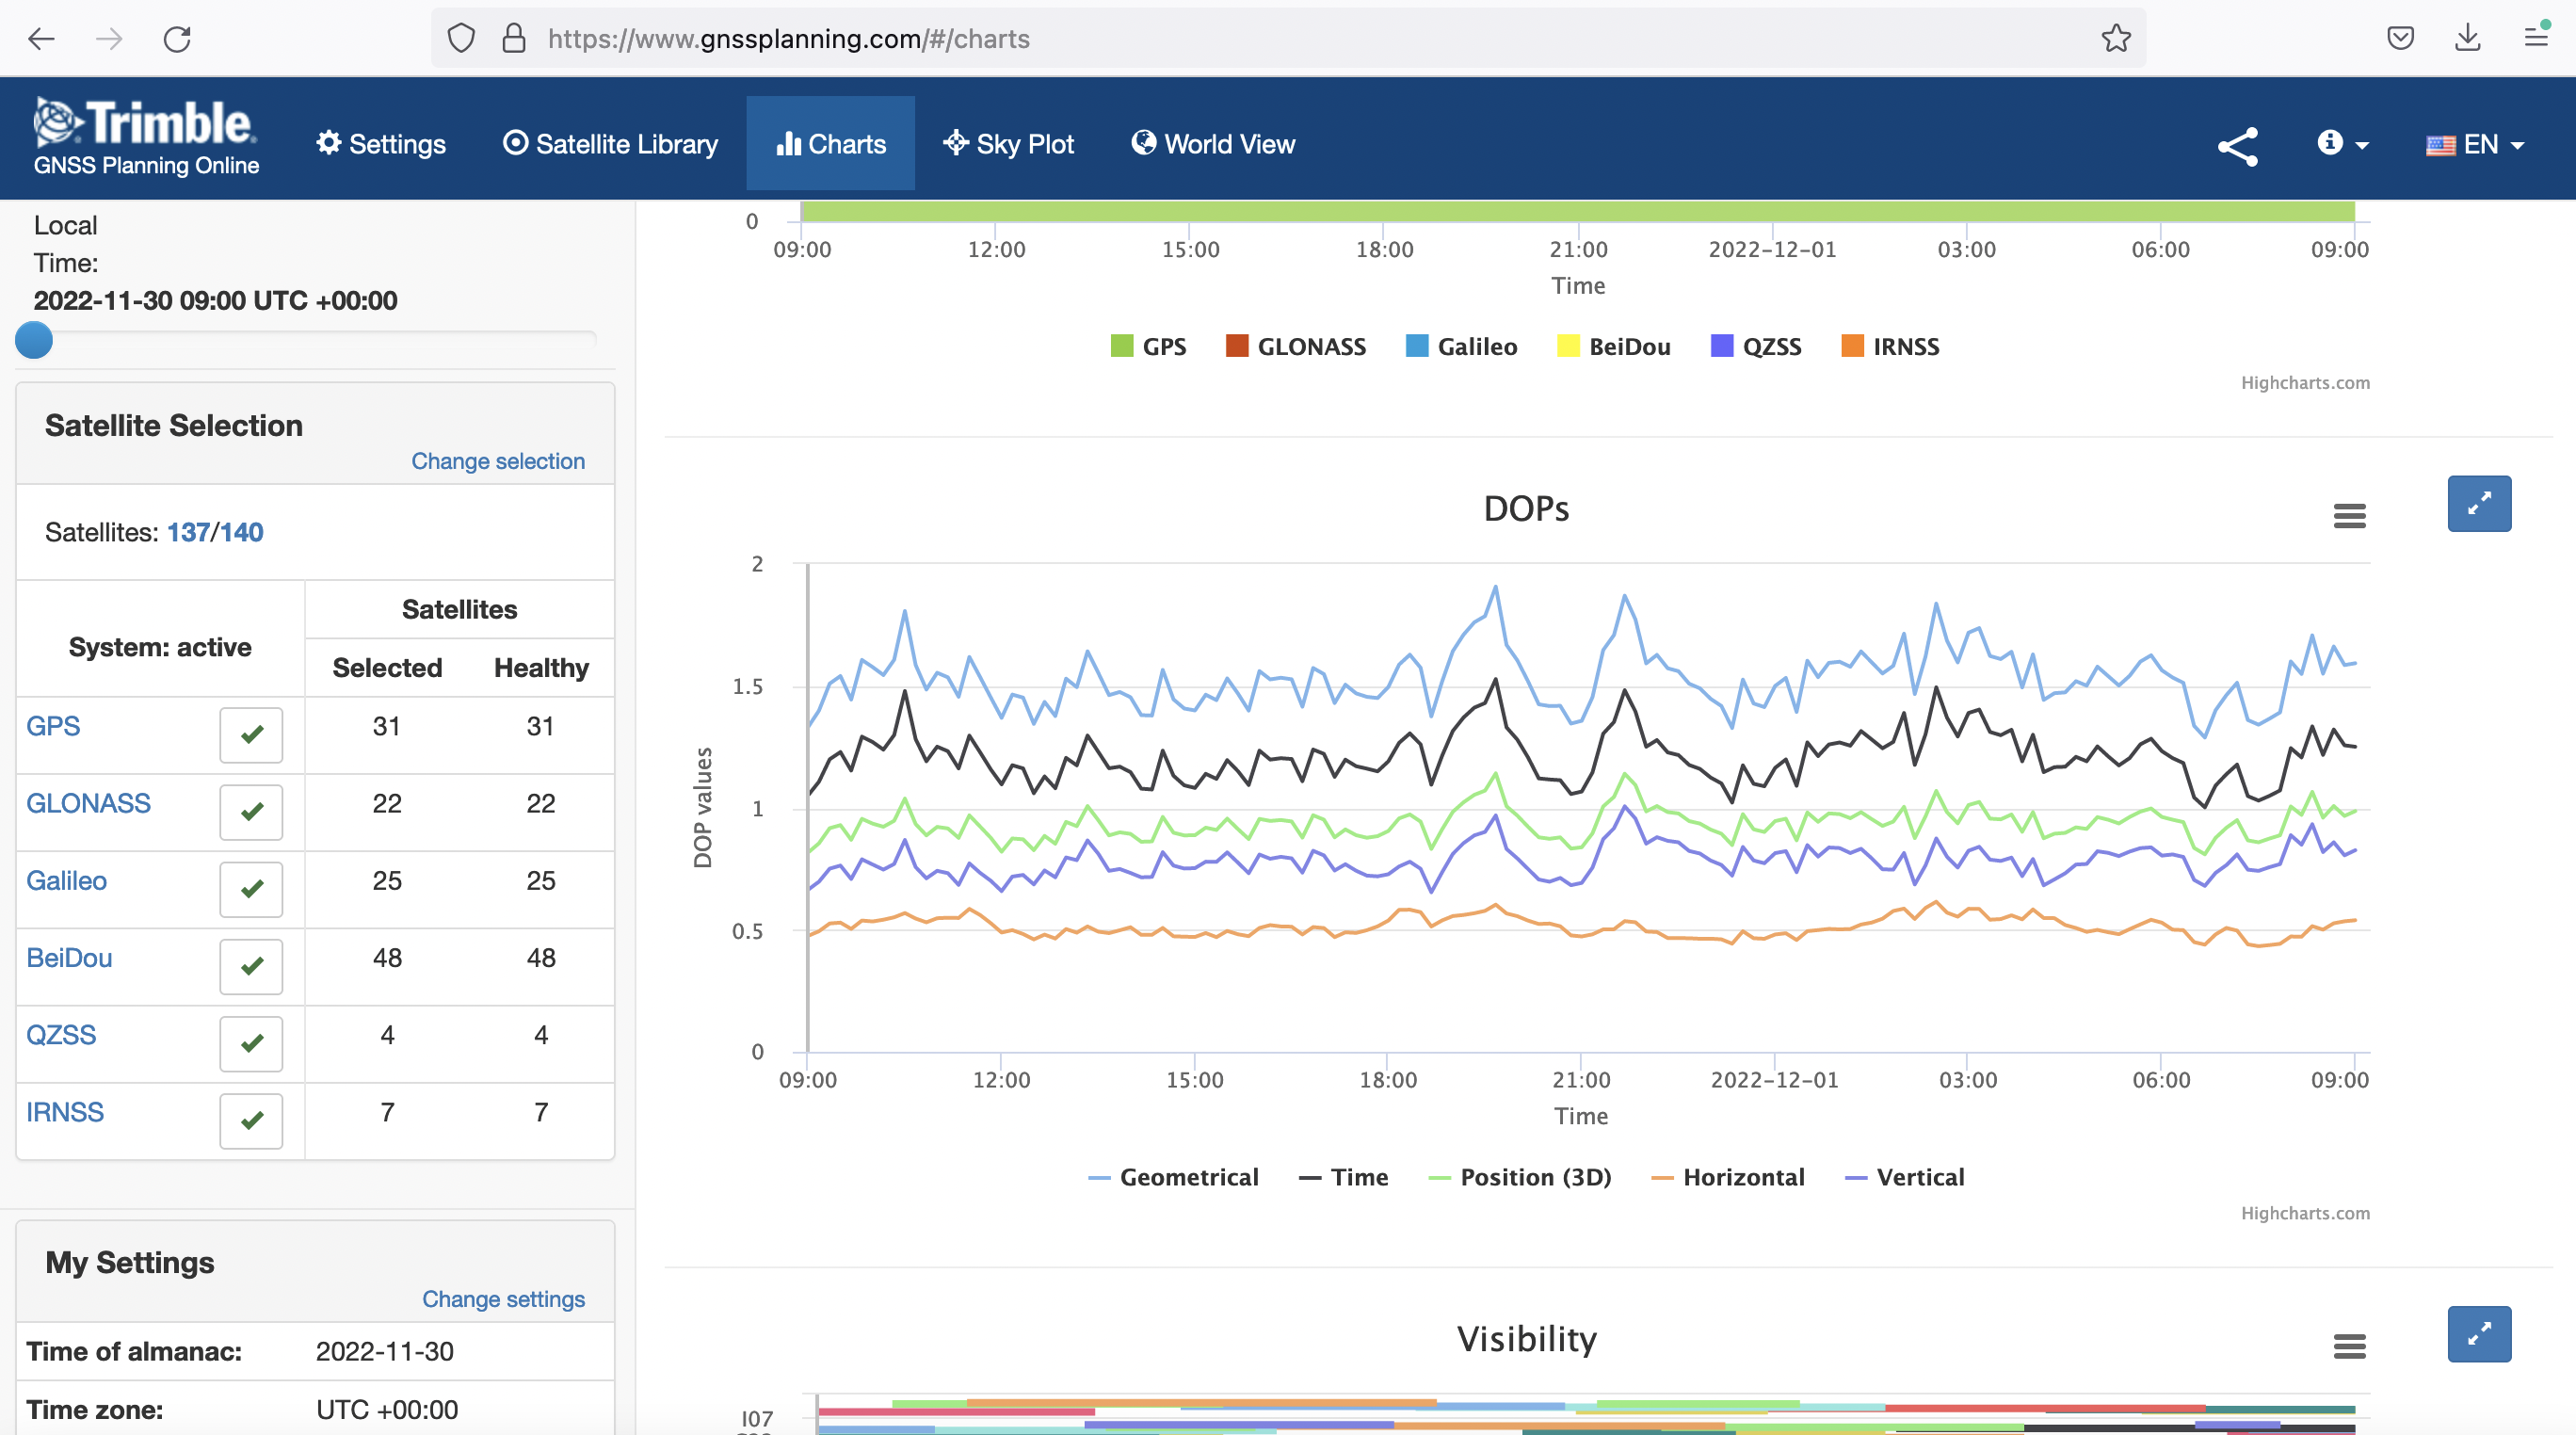 https://www.gnssplanning.com/#/charts
Trimble
GNSS Planning Online
Settings
Satellite Library
Charts
Sky Plot
World View
EN
Local
Time:
2022-11-30 09:00 UTC +00:00
Satellite Selection
Change selection
Satellites: 137/140
System: active
Satellites
Selected Healthy
GPS 31 31
GLONASS 22 22
Galileo 25 25
BeiDou 48 48
QZSS 4 4
IRNSS 7 7
My Settings
Change settings
Time of almanac: 2022-11-30
Time zone: UTC +00:00
0
09:00 12:00 15:00 18:00 21:00 2022-12-01 03:00 06:00 09:00
Time
GPS GLONASS Galileo BeiDou QZSS IRNSS
Highcharts.com
DOPs
2
1.5
1
0.5
0
DOP values
09:00 12:00 15:00 18:00 21:00 2022-12-01 03:00 06:00 09:00
Time
Geometrical Time Position (3D) Horizontal Vertical
Highcharts.com
Visibility
I07